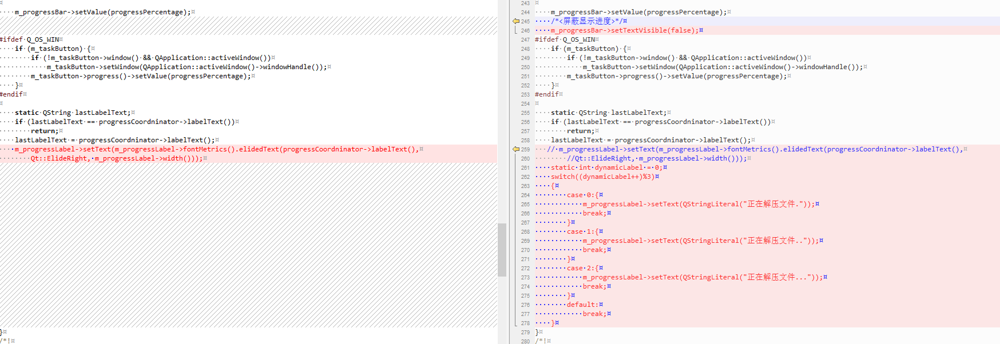 m_progressBar->setValue(progressPercentage);
#ifdef Q_OS_WIN
if (m_taskButton) {
if (!m_taskButton->window() && QApplication::activeWindow())
m_taskButton->setWindow(QApplication::activeWindow()->windowHandle());
m_taskButton->progress()->setValue(progressPercentage);
}
#endif
static QString lastLabelText;
if (lastLabelText == progressCoordninator->labelText())
return;
lastLabelText = progressCoordninator->labelText();
m_progressLabel->setText(m_progressLabel->fontMetrics().elidedText(progressCoordninator->labelText(),
Qt::ElideRight, m_progressLabel->width()));
}
/*!
243
244 m_progressBar->setValue(progressPercentage);
245 /*<屏蔽显示进度>*/
246 m_progressBar->setTextVisible(false);
247 #ifdef Q_OS_WIN
248 if (m_taskButton) {
249 if (!m_taskButton->window() && QApplication::activeWindow())
250 m_taskButton->setWindow(QApplication::activeWindow()->windowHandle());
251 m_taskButton->progress()->setValue(progressPercentage);
252 }
253 #endif
254
255 static QString lastLabelText;
256 if (lastLabelText == progressCoordninator->labelText())
257 return;
258 lastLabelText = progressCoordninator->labelText();
259 // m_progressLabel->setText(m_progressLabel->fontMetrics().elidedText(progressCoordninator->labelText(),
260 //Qt::ElideRight, m_progressLabel->width()));
261 static int dynamicLabel = 0;
262 switch((dynamicLabel++)%3)
263 {
264 case 0:{
265 m_progressLabel->setText(QStringLiteral("正在解压文件."));
266 break;
267 }
268 case 1:{
269 m_progressLabel->setText(QStringLiteral("正在解压文件.."));
270 break;
271 }
272 case 2:{
273 m_progressLabel->setText(QStringLiteral("正在解压文件..."));
274 break;
275 }
276 default:
277 break;
278 }
279 }
280 /*!